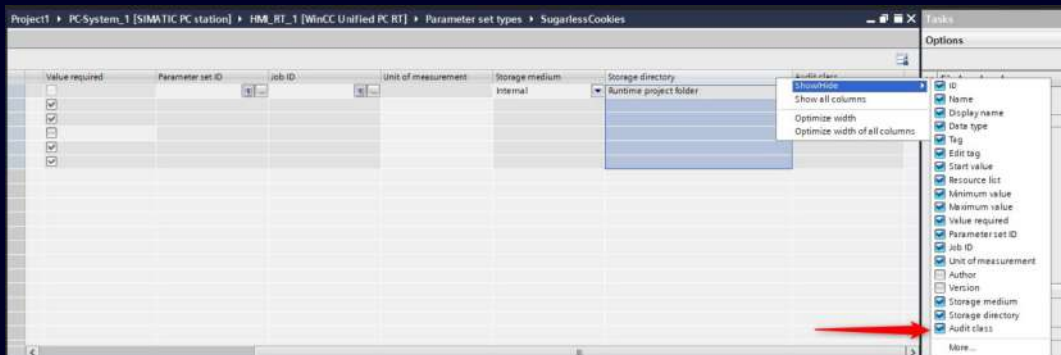 Project1 ▸ PC-System_1 [SIMATIC PC station] ▸ HMI_RT_1 [WinCC Unified PC RT] ▸ Parameter set types ▸ SugarlessCookies
Tasks
Options
Value required Parameter set ID Job ID Unit of measurement Storage medium Storage directory Audit class
Internal Runtime project folder
Show/Hide
Show all columns
Optimize width
Optimize width of all columns
ID
Name
Display name
Data type
Tag
Edit tag
Start value
Resource list
Minimum value
Maximum value
Value required
Parameter set ID
Job ID
Unit of measurement
Author
Version
Storage medium
Storage directory
Audit class
More...